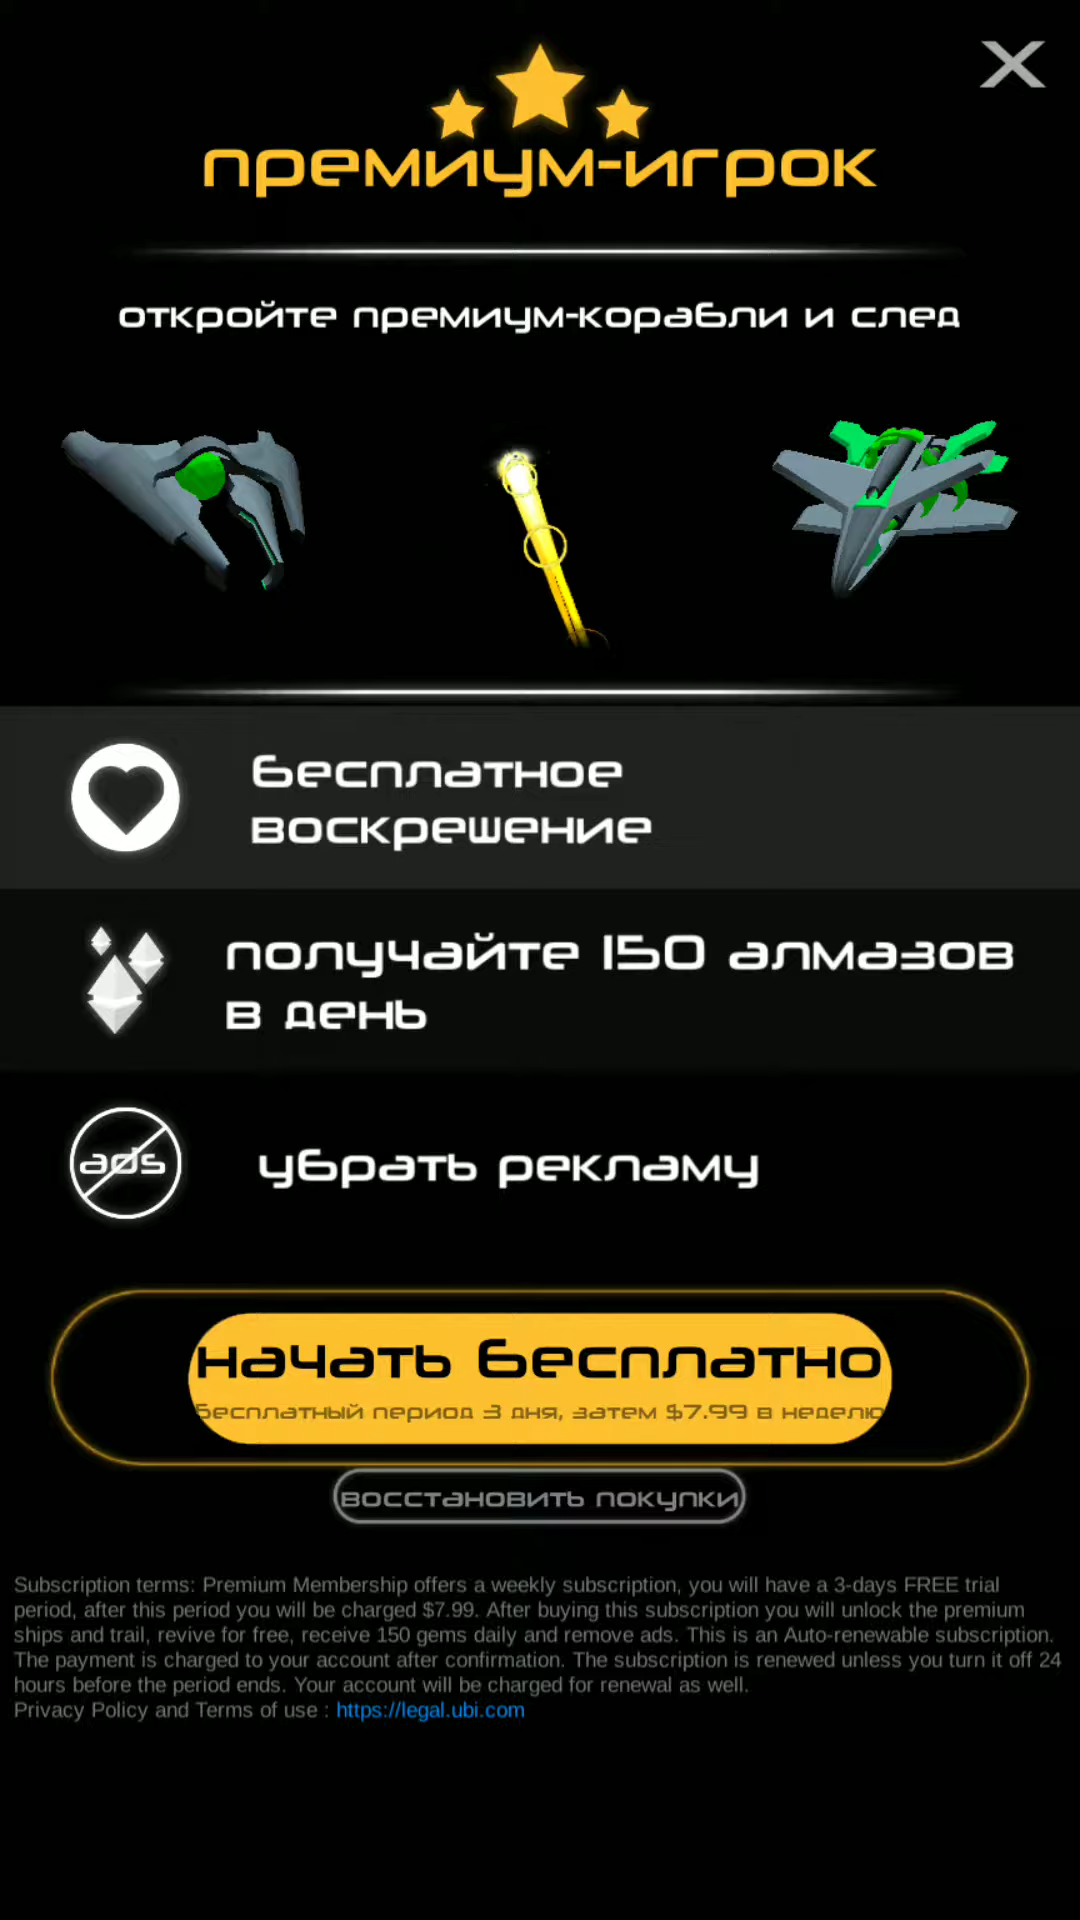 премиум-игрок
откройте премиум-корабли и след
бесплатное
воскрешение
получайте 150 алмазов
в день
ads
убрать рекламу
начать бесплатно
бесплатный период 3 дня, затем $7.99 в неделю
восстановить покупки
Subscription terms: Premium Membership offers a weekly subscription, you will have a 3-days FREE trial
period, after this period you will be charged $7.99. After buying this subscription you will unlock the premium
ships and trail, revive for free, receive 150 gems daily and remove ads. This is an Auto-renewable subscription.
The payment is charged to your account after confirmation. The subscription is renewed unless you turn it off 24
hours before the period ends. Your account will be charged for renewal as well.
Privacy Policy and Terms of use : https://legal.ubi.com